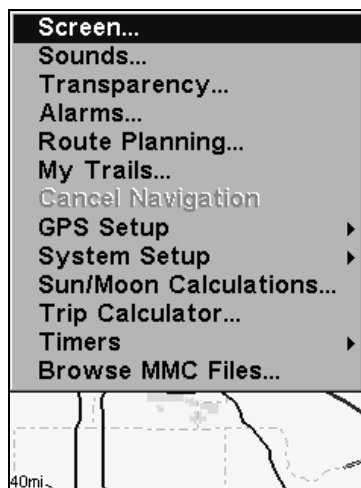 Screen...
Sounds...
Transparency...
Alarms...
Route Planning...
My Trails...
Cancel Navigation
GPS Setup
System Setup
Sun/Moon Calculations...
Trip Calculator...
Timers
Browse MMC Files...
40mi